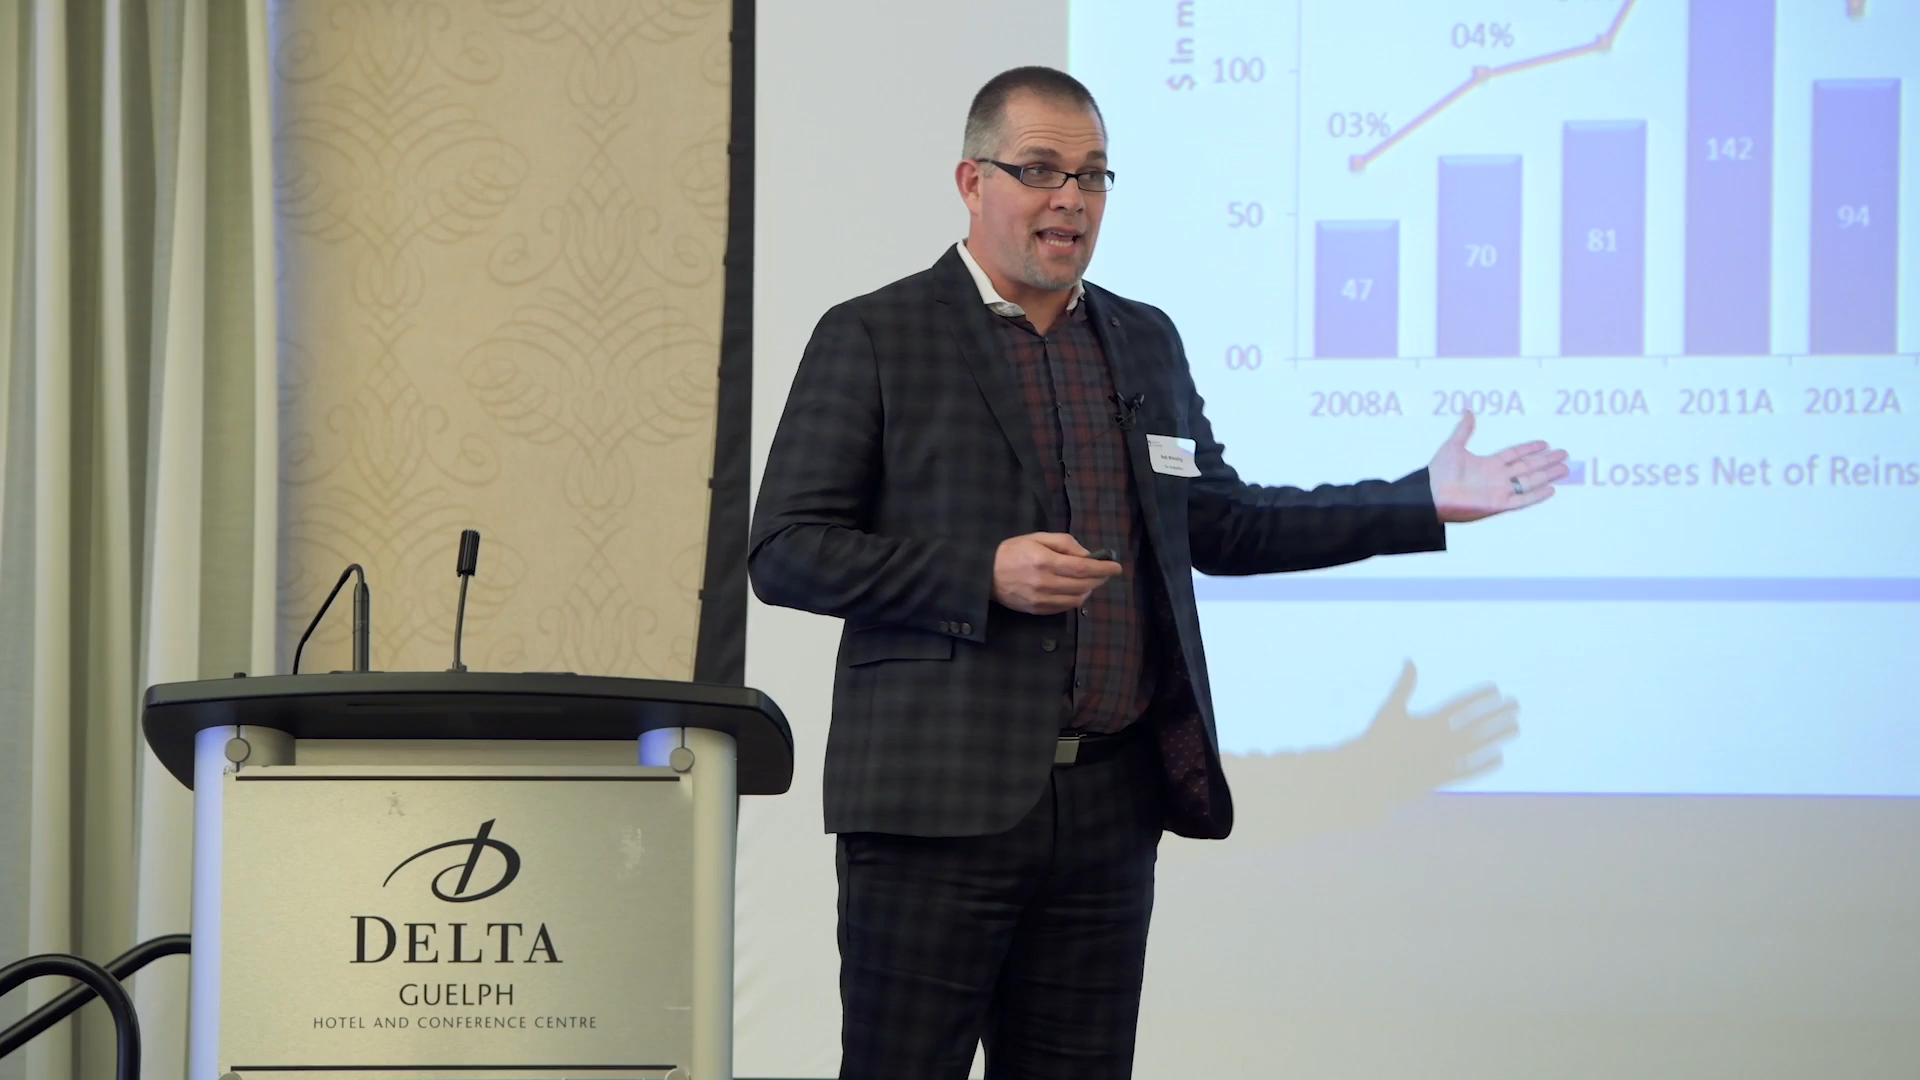 $ In m
100
50
00
03%
04%
47
70
81
142
94
2008A 2009A 2010A 2011A 2012A
Losses Net of Reins
DELTA
GUELPH
HOTEL AND CONFERENCE CENTRE